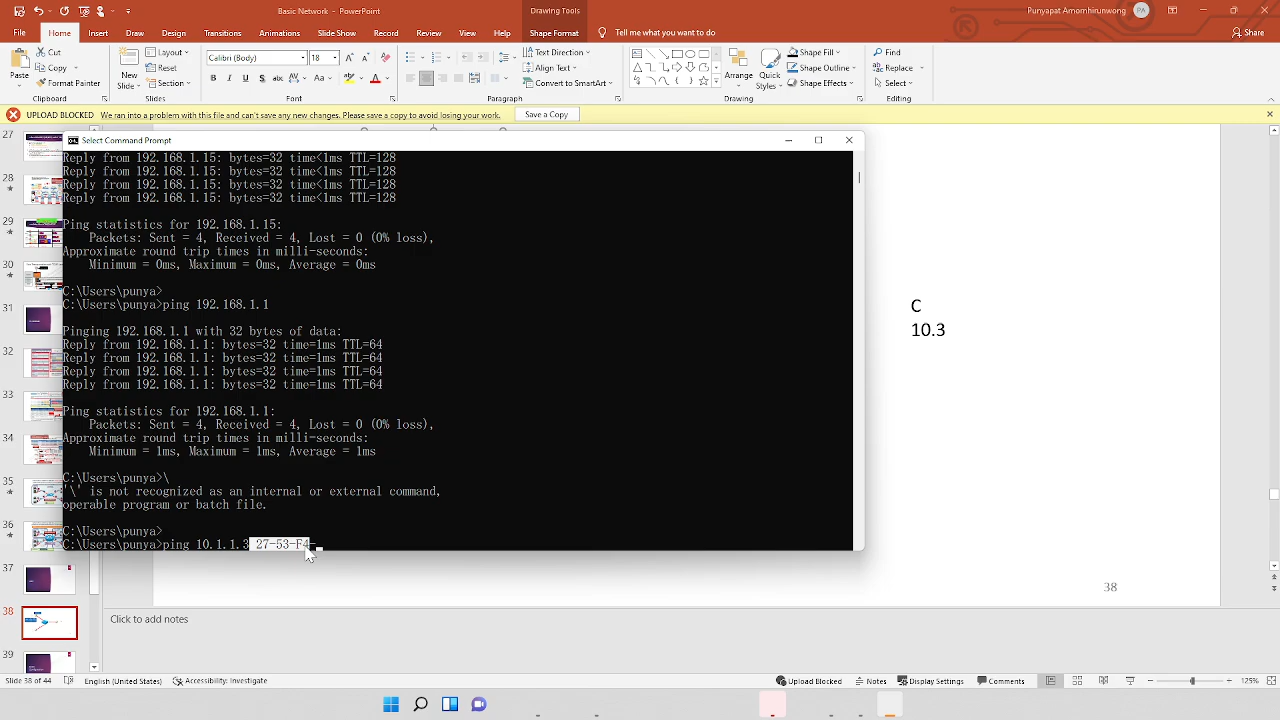 Basic Network - PowerPoint
Drawing Tools
Punyapat Amornhirunwong
PA
File Home Insert Draw Design Transitions Animations Slide Show Record Review View Help Shape Format Tell me what you want to do Share
Paste
Cut
Copy
Format Painter
Clipboard
New Slide
Layout
Reset
Section
Slides
Calibri (Body) 18
Font
Text Direction
Align Text
Convert to SmartArt
Paragraph
Arrange
Quick Styles
Shape Fill
Shape Outline
Shape Effects
Drawing
Find
Replace
Select
Editing
UPLOAD BLOCKED We ran into a problem with this file and can't save any new changes. Please save a copy to avoid losing your work. Save a Copy
Select Command Prompt
Reply from 192.168.1.15: bytes=32 time<1ms TTL=128
Reply from 192.168.1.15: bytes=32 time<1ms TTL=128
Reply from 192.168.1.15: bytes=32 time<1ms TTL=128
Reply from 192.168.1.15: bytes=32 time<1ms TTL=128
Ping statistics for 192.168.1.15:
Packets: Sent = 4, Received = 4, Lost = 0 (0% loss),
Approximate round trip times in milli-seconds:
Minimum = 0ms, Maximum = 0ms, Average = 0ms
C:\Users\punya>
C:\Users\punya>ping 192.168.1.1
Pinging 192.168.1.1 with 32 bytes of data:
Reply from 192.168.1.1: bytes=32 time=1ms TTL=64
Reply from 192.168.1.1: bytes=32 time=1ms TTL=64
Reply from 192.168.1.1: bytes=32 time=1ms TTL=64
Reply from 192.168.1.1: bytes=32 time=1ms TTL=64
Ping statistics for 192.168.1.1:
Packets: Sent = 4, Received = 4, Lost = 0 (0% loss),
Approximate round trip times in milli-seconds:
Minimum = 1ms, Maximum = 1ms, Average = 1ms
C:\Users\punya>\
'\' is not recognized as an internal or external command,
operable program or batch file.
C:\Users\punya>
C:\Users\punya>ping 10.1.1.3 27-53-F4-
27
28
29
30
31
32
33
34
35
36
37
38
39
C
10.3
38
Click to add notes
Slide 38 of 44 English (United States) Accessibility: Investigate Upload Blocked Notes Display Settings Comments 125%